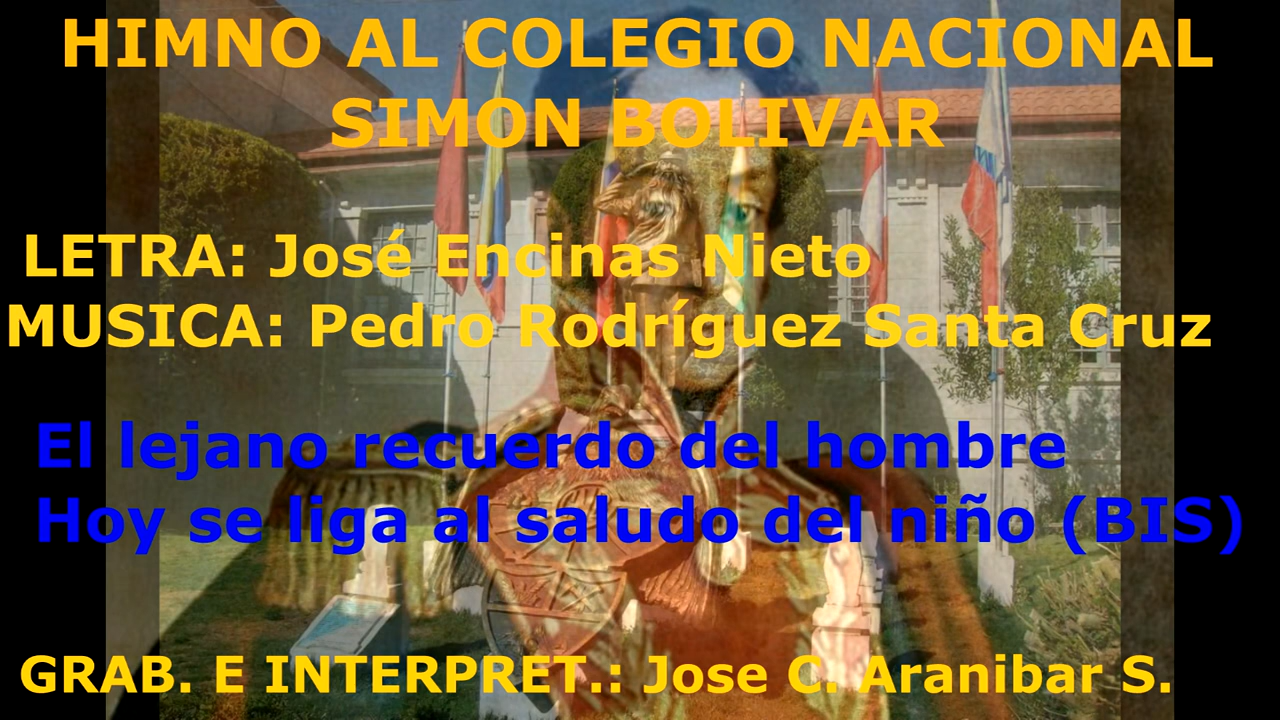 HIMNO AL COLEGIO NACIONAL
SIMON BOLIVAR
LETRA: José Encinas Nieto
MUSICA: Pedro Rodríguez Santa Cruz
El lejano recuerdo del hombre
Hoy se liga al saludo del niño (BIS)
GRAB. E INTERPRET.: Jose C. Aranibar S.